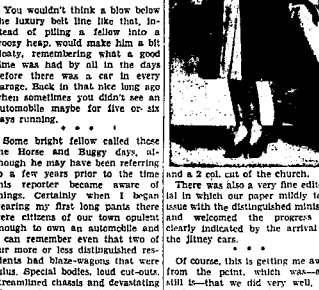 You wouldn't think a blow below
the luxury belt line like that, in-
stead of piling a fellow into a
woozy heap, would make him a bit
loaty, remembering what a good
time was had by all in the days
before there was a car in every
garage. Back in that nice long ago
when sometimes you didn't see an
automobile maybe for five or six
days running.
* * *
Some bright fellow called those
the Horse and Buggy days, al-
though he may have been referring
to a few years prior to the time
this reporter became aware of
things. Certainly when I began
wearing my first long pants there
were citizens of our town opulent
enough to own an automobile and
I can remember even that two of
our more or less distinguished res-
idents had blaze-wagons that were
plus. Special bodies, loud cut-outs,
streamlined chassis and devastating
and a 2 col. cut of the church.
There was also a very fine edit-
ial in which our paper mildly to
issue with the distinguished minis
and welcomed the progress
clearly indicated by the arrival
the jitney cars.
* * *
Of course, this is getting me aw
from the point, which was—a
still is—that we did very well,